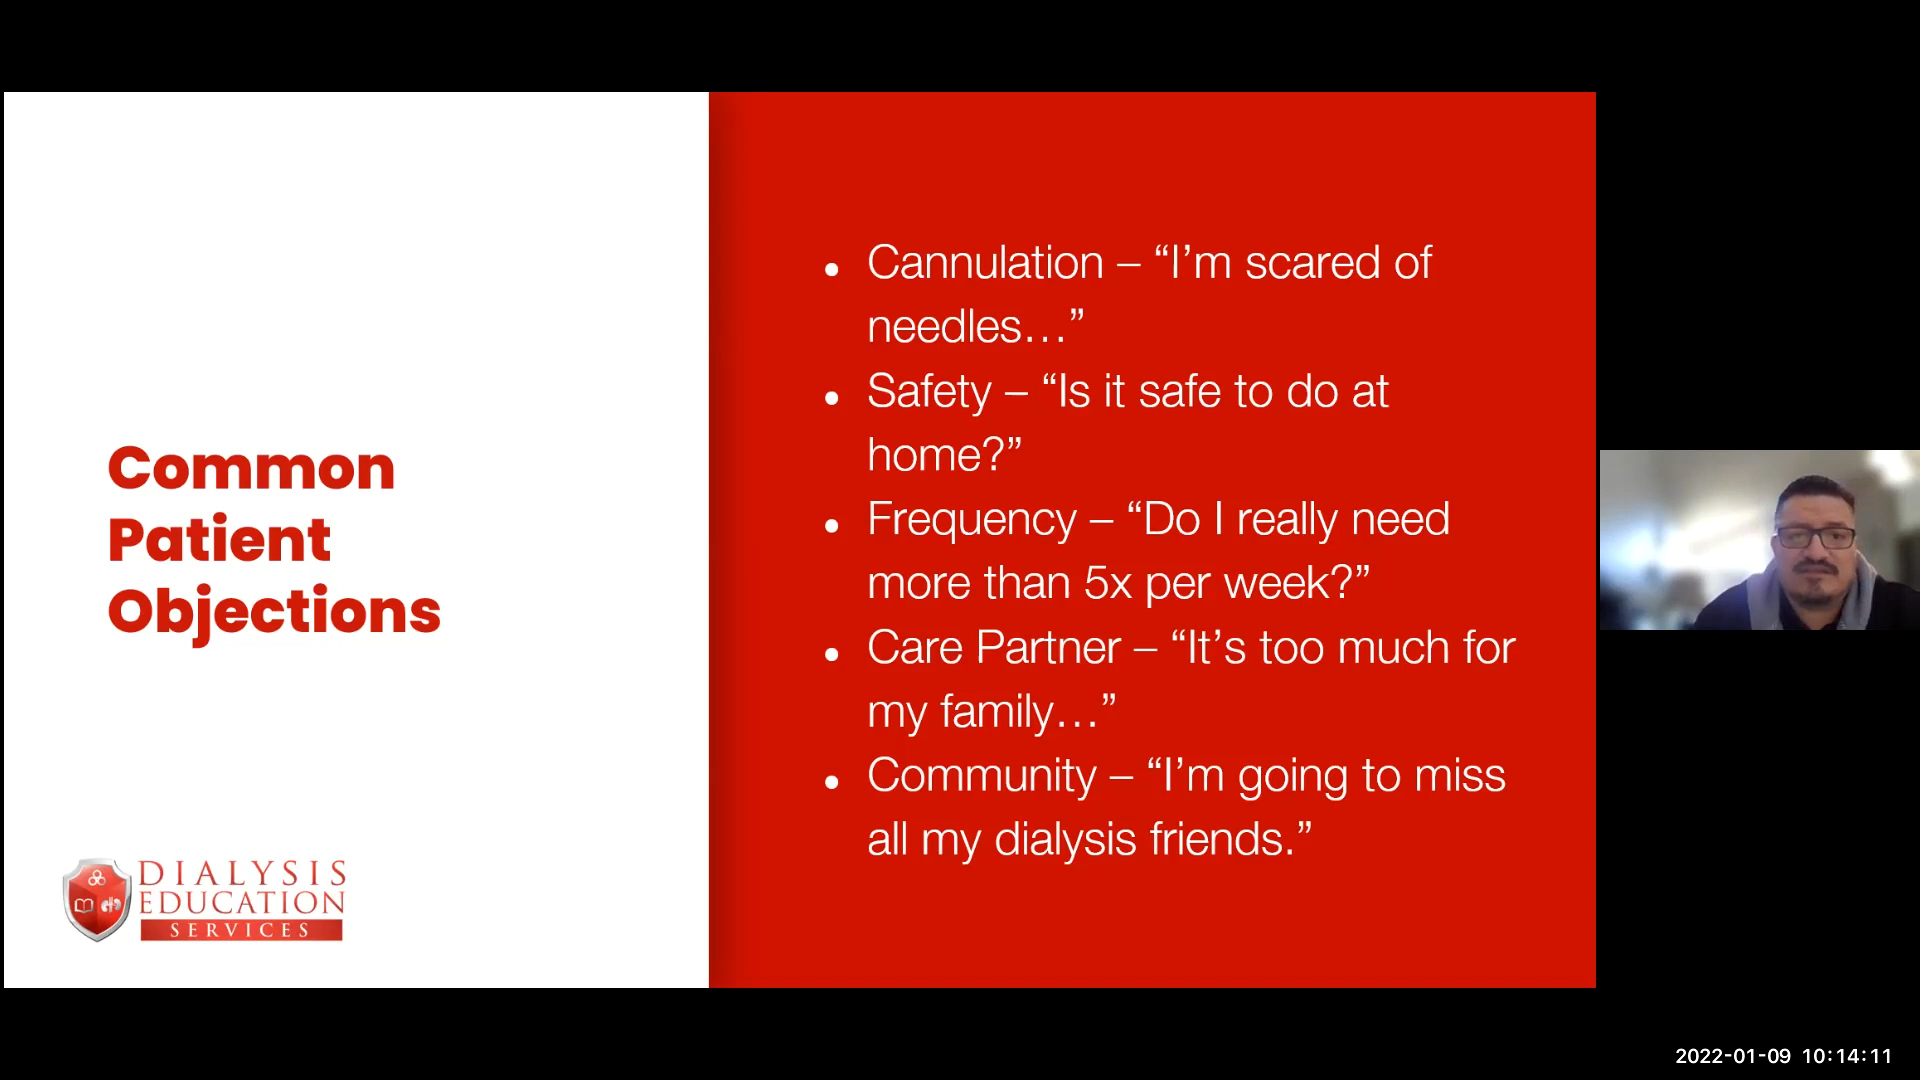 Common
Patient
Objections
• Cannulation – “I’m scared of
needles…”
• Safety – “Is it safe to do at
home?”
• Frequency – “Do I really need
more than 5x per week?”
• Care Partner – “It’s too much for
my family…”
• Community – “I’m going to miss
all my dialysis friends.”
DIALYSIS
EDUCATION
SERVICES
2022-01-09 10:14:11